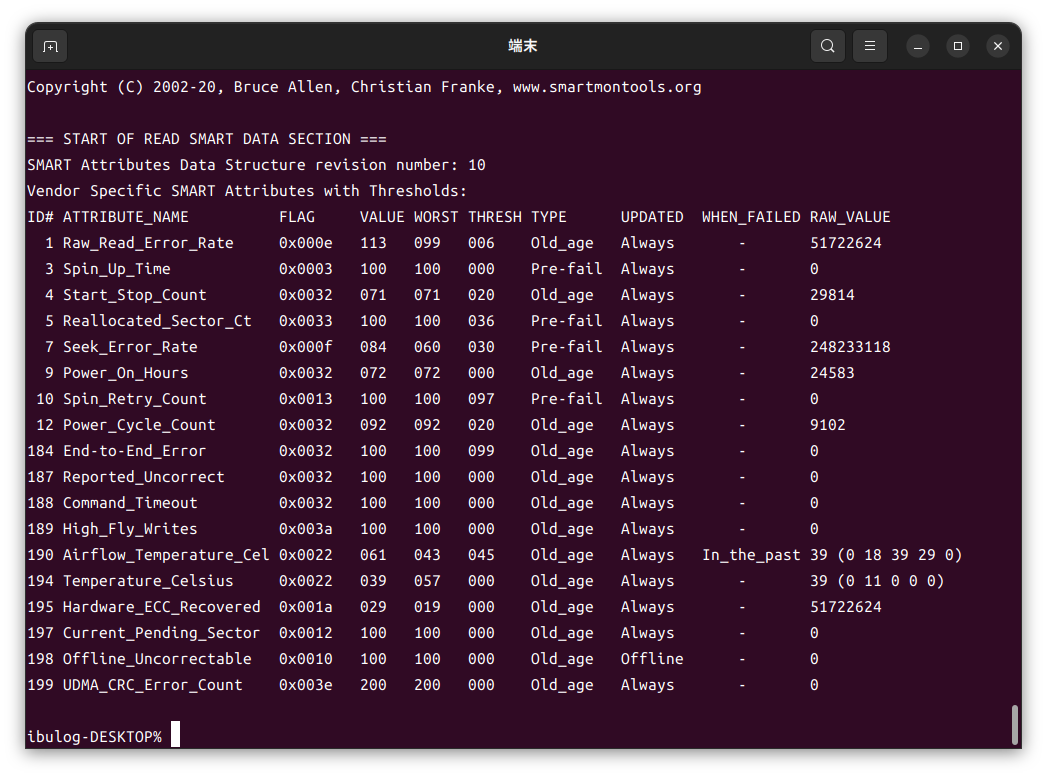 端末
Copyright (C) 2002-20, Bruce Allen, Christian Franke, www.smartmontools.org
=== START OF READ SMART DATA SECTION ===
SMART Attributes Data Structure revision number: 10
Vendor Specific SMART Attributes with Thresholds:
ID# ATTRIBUTE_NAME          FLAG     VALUE WORST THRESH TYPE      UPDATED  WHEN_FAILED RAW_VALUE
  1 Raw_Read_Error_Rate     0x000e   113   099   006    Old_age   Always       -       51722624
  3 Spin_Up_Time            0x0003   100   100   000    Pre-fail  Always       -       0
  4 Start_Stop_Count        0x0032   071   071   020    Old_age   Always       -       29814
  5 Reallocated_Sector_Ct   0x0033   100   100   036    Pre-fail  Always       -       0
  7 Seek_Error_Rate         0x000f   084   060   030    Pre-fail  Always       -       248233118
  9 Power_On_Hours          0x0032   072   072   000    Old_age   Always       -       24583
 10 Spin_Retry_Count        0x0013   100   100   097    Pre-fail  Always       -       0
 12 Power_Cycle_Count       0x0032   092   092   020    Old_age   Always       -       9102
184 End-to-End_Error        0x0032   100   100   099    Old_age   Always       -       0
187 Reported_Uncorrect      0x0032   100   100   000    Old_age   Always       -       0
188 Command_Timeout         0x0032   100   100   000    Old_age   Always       -       0
189 High_Fly_Writes         0x003a   100   100   000    Old_age   Always       -       0
190 Airflow_Temperature_Cel 0x0022   061   043   045    Old_age   Always   In_the_past 39 (0 18 39 29 0)
194 Temperature_Celsius     0x0022   039   057   000    Old_age   Always       -       39 (0 11 0 0 0)
195 Hardware_ECC_Recovered  0x001a   029   019   000    Old_age   Always       -       51722624
197 Current_Pending_Sector  0x0012   100   100   000    Old_age   Always       -       0
198 Offline_Uncorrectable   0x0010   100   100   000    Old_age   Offline      -       0
199 UDMA_CRC_Error_Count    0x003e   200   200   000    Old_age   Always       -       0
ibulog-DESKTOP%